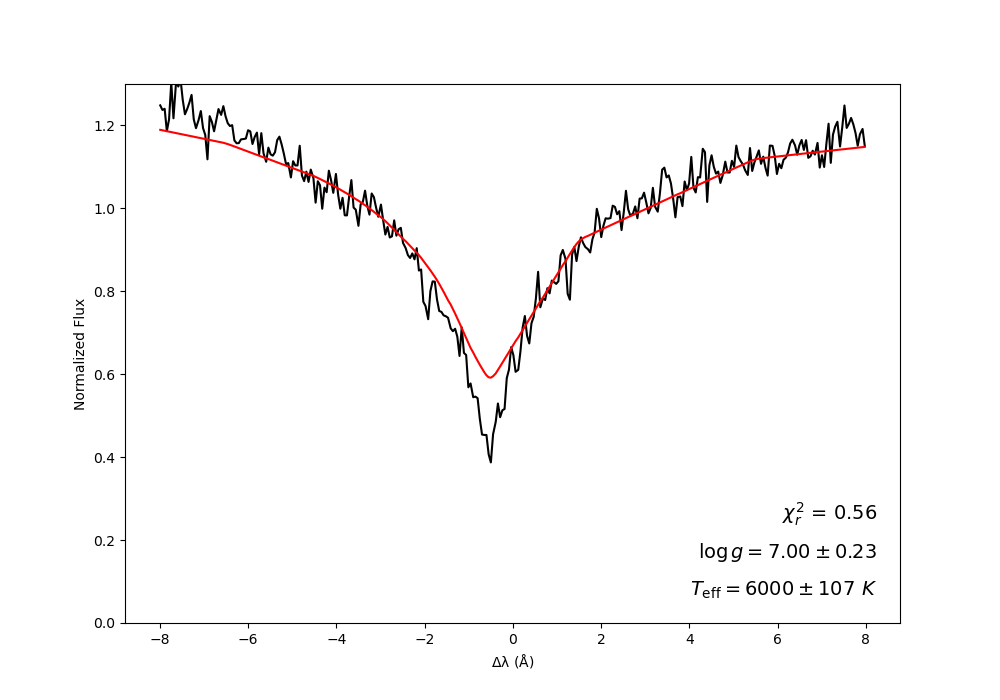 1.2
1.0
0.8
0.6
0.4
0.2
0.0
Normalized Flux
χ²ᵣ = 0.56
log g = 7.00 ± 0.23
T_eff = 6000 ± 107 K
−8 −6 −4 −2 0 2 4 6 8
Δλ (Å)